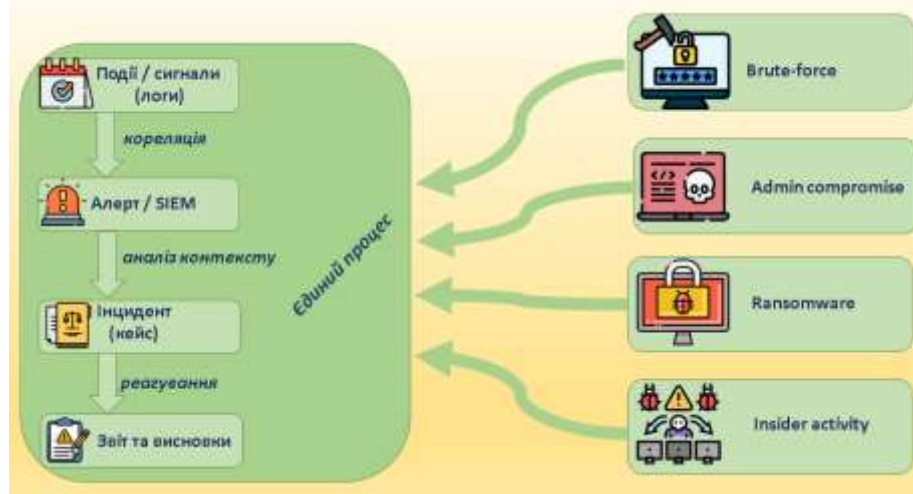 Події / сигнали
(логи)
кореляція
Алерт / SIEM
аналіз контексту
Інцидент
(кейс)
реагування
Звіт та висновки
Єдиний процес
Brute-force
Admin compromise
Ransomware
Insider activity